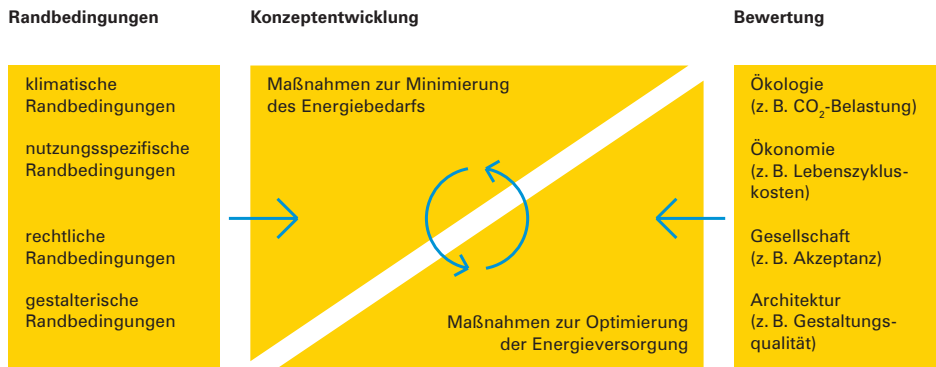 Randbedingungen
klimatische
Randbedingungen
nutzungsspezifische
Randbedingungen
rechtliche
Randbedingungen
gestalterische
Randbedingungen
Konzeptentwicklung
Maßnahmen zur Minimierung
des Energiebedarfs
Maßnahmen zur Optimierung
der Energieversorgung
Bewertung
Ökologie
(z. B. CO₂-Belastung)
Ökonomie
(z. B. Lebenszyklus-
kosten)
Gesellschaft
(z. B. Akzeptanz)
Architektur
(z. B. Gestaltungs-
qualität)